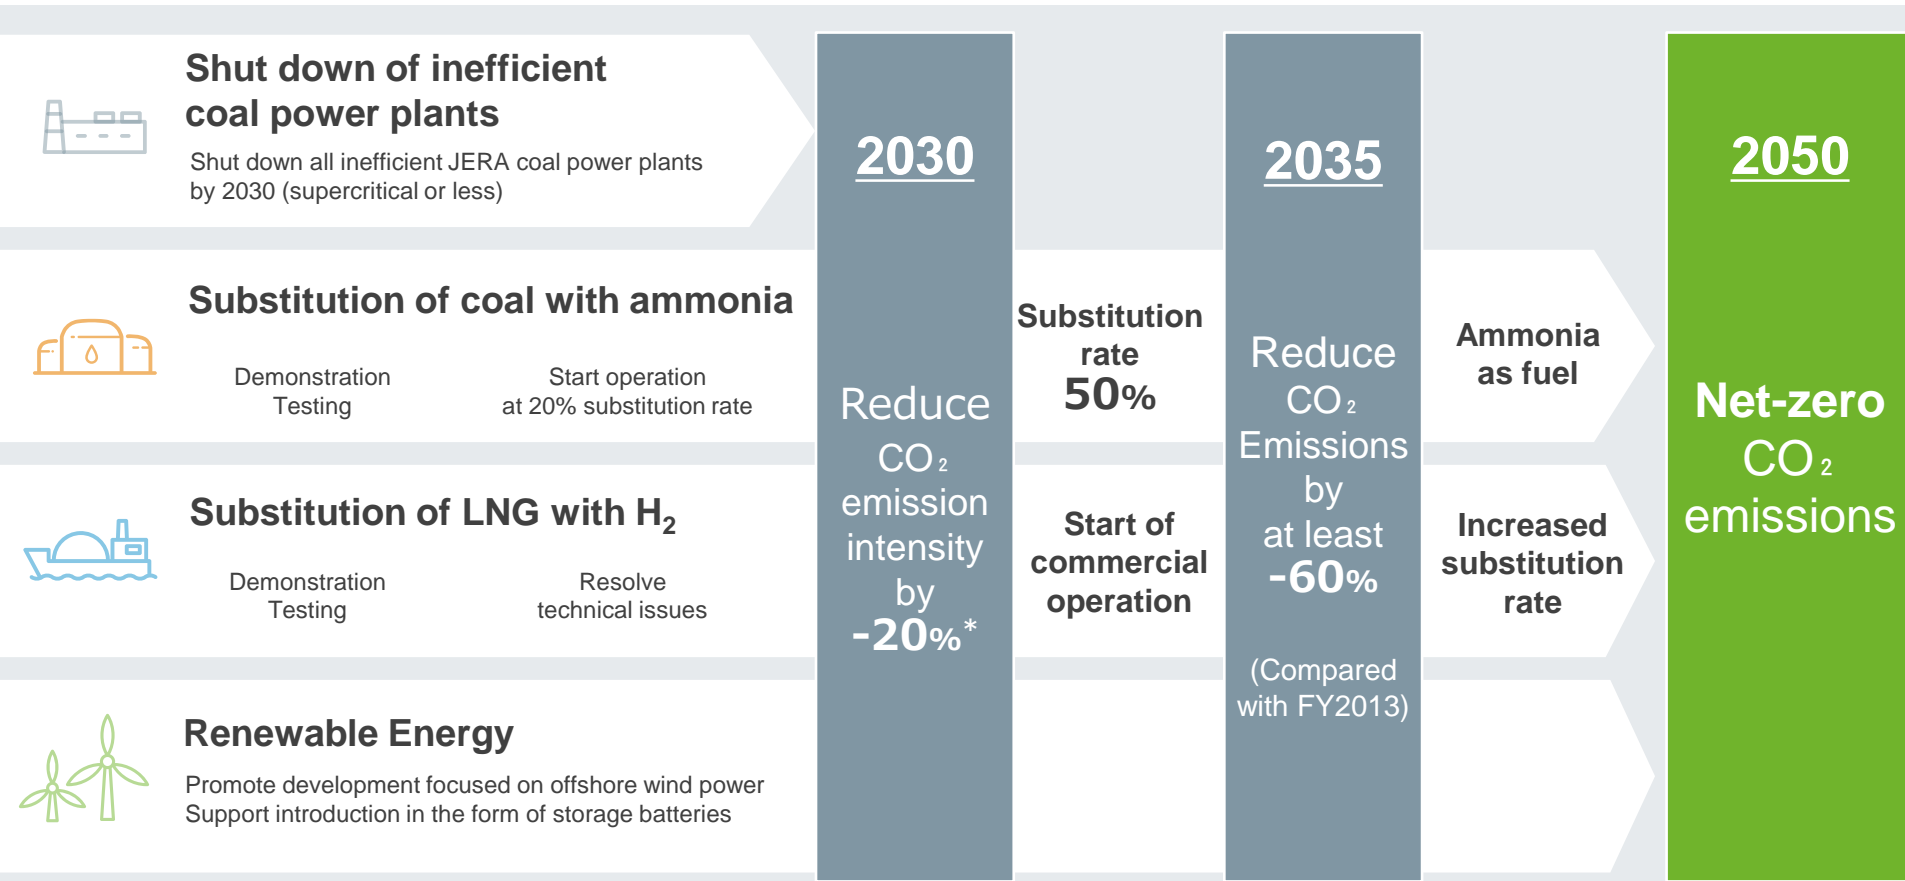 Shut down of inefficient
coal power plants
Shut down all inefficient JERA coal power plants
by 2030 (supercritical or less)
Substitution of coal with ammonia
Demonstration
Testing
Start operation
at 20% substitution rate
Substitution of LNG with H₂
Demonstration
Testing
Resolve
technical issues
Renewable Energy
Promote development focused on offshore wind power
Support introduction in the form of storage batteries
2030
Reduce
CO₂
emission
intensity
by
-20%*
Substitution
rate
50%
Start of
commercial
operation
2035
Reduce
CO₂
Emissions
by
at least
-60%
(Compared
with FY2013)
Ammonia
as fuel
Increased
substitution
rate
2050
Net-zero
CO₂
emissions